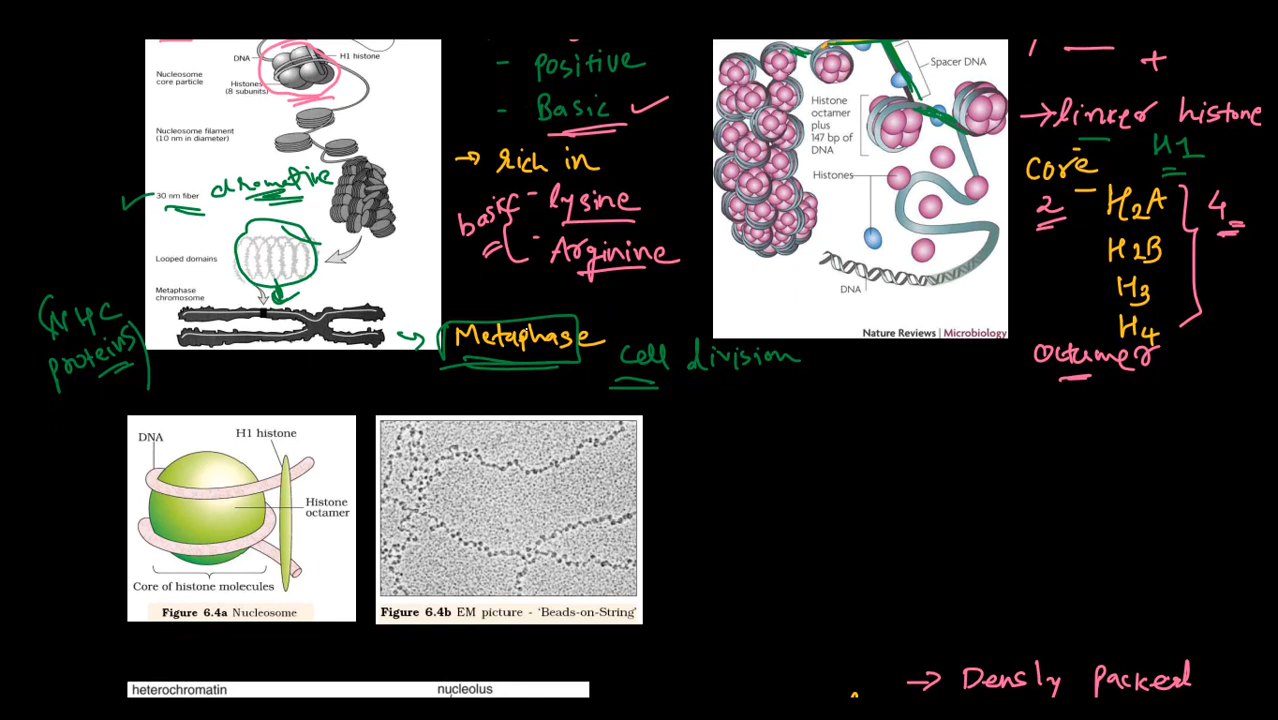 DNA
H1 histone
Nucleosome
core particle
Histones
(8 subunits)
Nucleosome filament
(10 nm in diameter)
30 nm fiber
chromative
Looped domains
Metaphase
chromosome
NHC
proteins
- positive
- Basic ✓
→ rich in
basic - lysine
- Arginine
→ Metaphase
cell division
Spacer DNA
Histone
octamer
plus
147 bp of
DNA
Histones
DNA
Nature Reviews | Microbiology
+
→ linker histone
H1
Core
2 - H2A
H2B
H3
H4
4
Octamer
DNA
H1 histone
Histone
octamer
Core of histone molecules
Figure 6.4a Nucleosome
Figure 6.4b EM picture - 'Beads-on-String'
heterochromatin
nucleolus
→ Densly packed